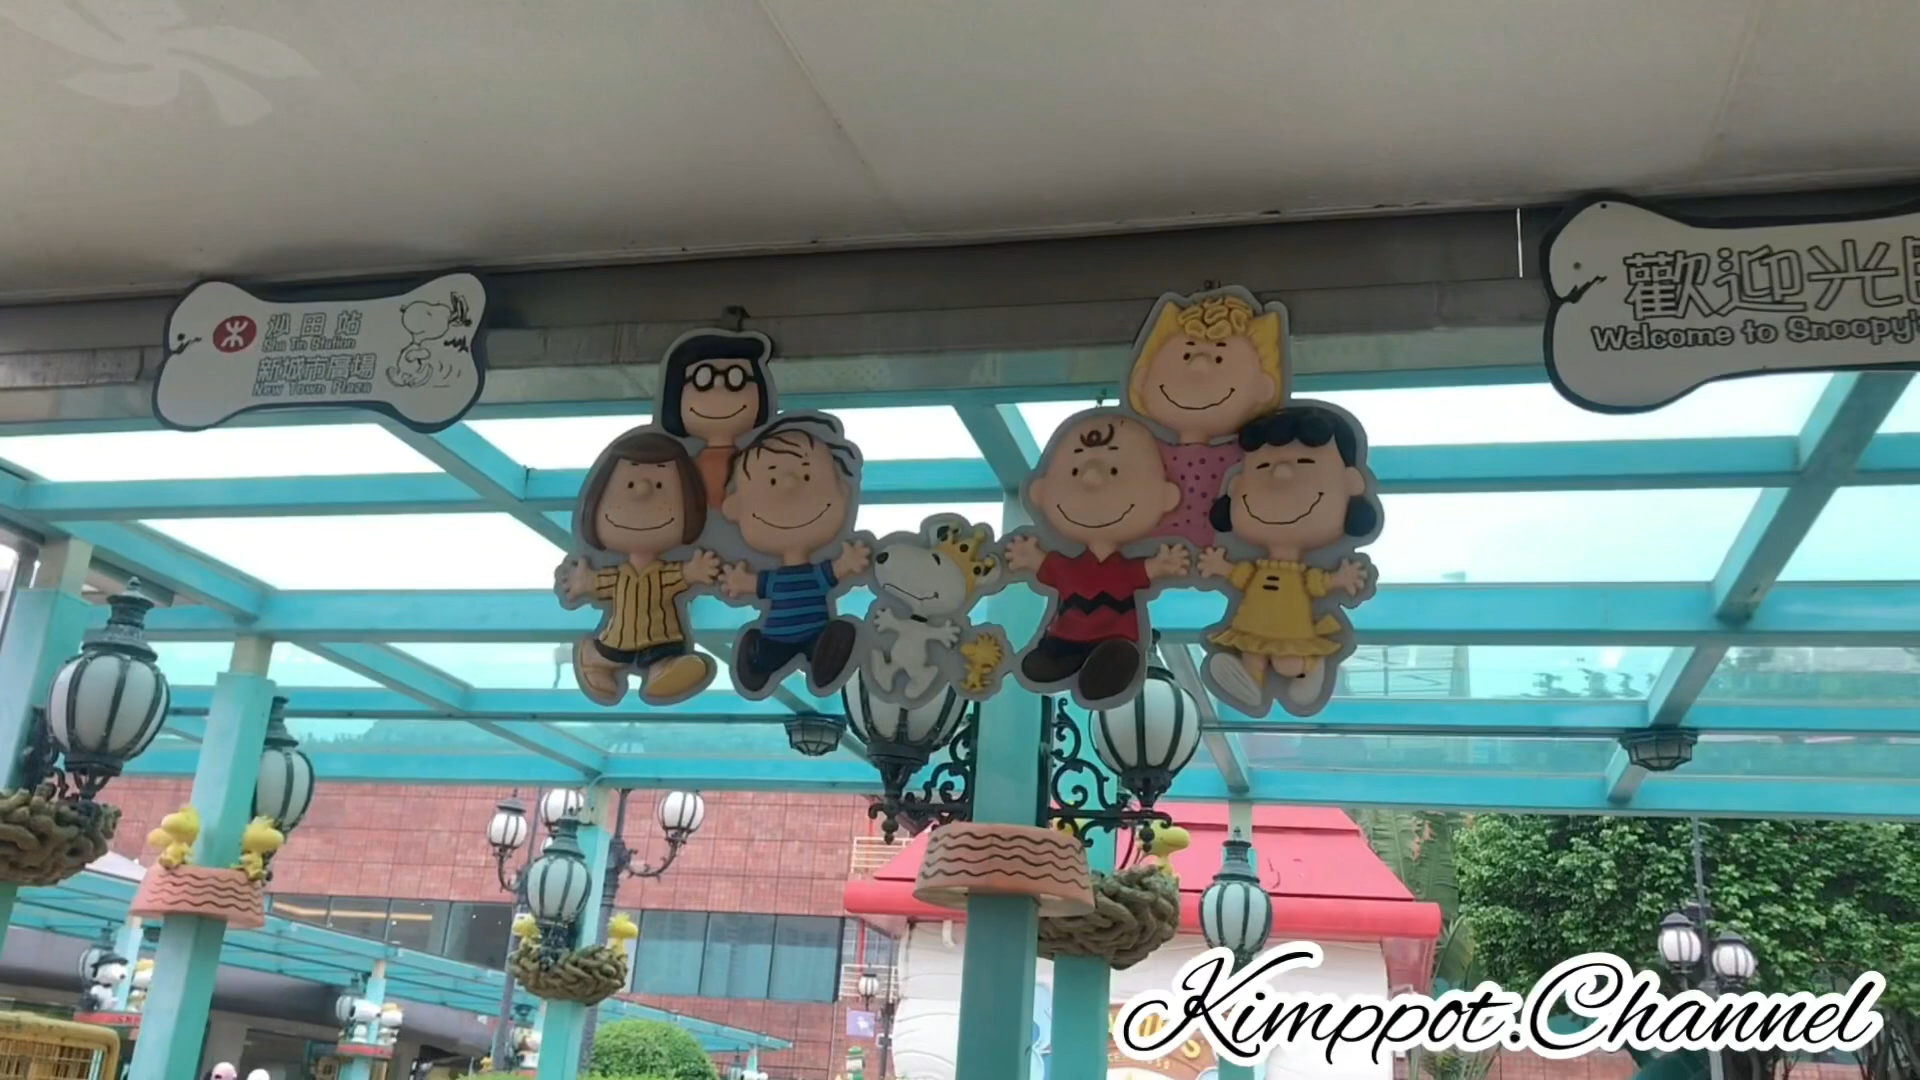 沙田站
Sha Tin Station
新城市廣場
New Town Plaza
歡迎光
Welcome to Snoopy's
Kimppot.Channel